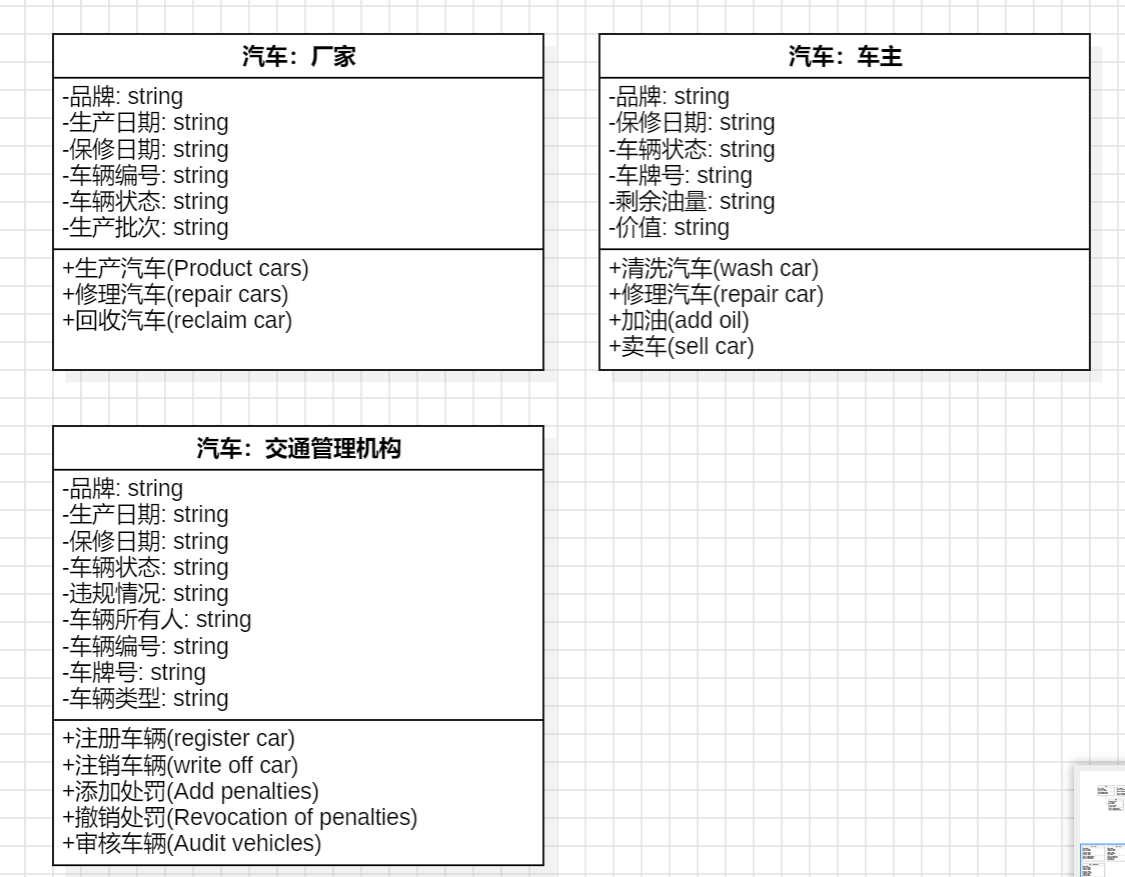 汽车：厂家
-品牌: string
-生产日期: string
-保修日期: string
-车辆编号: string
-车辆状态: string
-生产批次: string
+生产汽车(Product cars)
+修理汽车(repair cars)
+回收汽车(reclaim car)
汽车：车主
-品牌: string
-保修日期: string
-车辆状态: string
-车牌号: string
-剩余油量: string
-价值: string
+清洗汽车(wash car)
+修理汽车(repair car)
+加油(add oil)
+卖车(sell car)
汽车：交通管理机构
-品牌: string
-生产日期: string
-保修日期: string
-车辆状态: string
-违规情况: string
-车辆所有人: string
-车辆编号: string
-车牌号: string
-车辆类型: string
+注册车辆(register car)
+注销车辆(write off car)
+添加处罚(Add penalties)
+撤销处罚(Revocation of penalties)
+审核车辆(Audit vehicles)